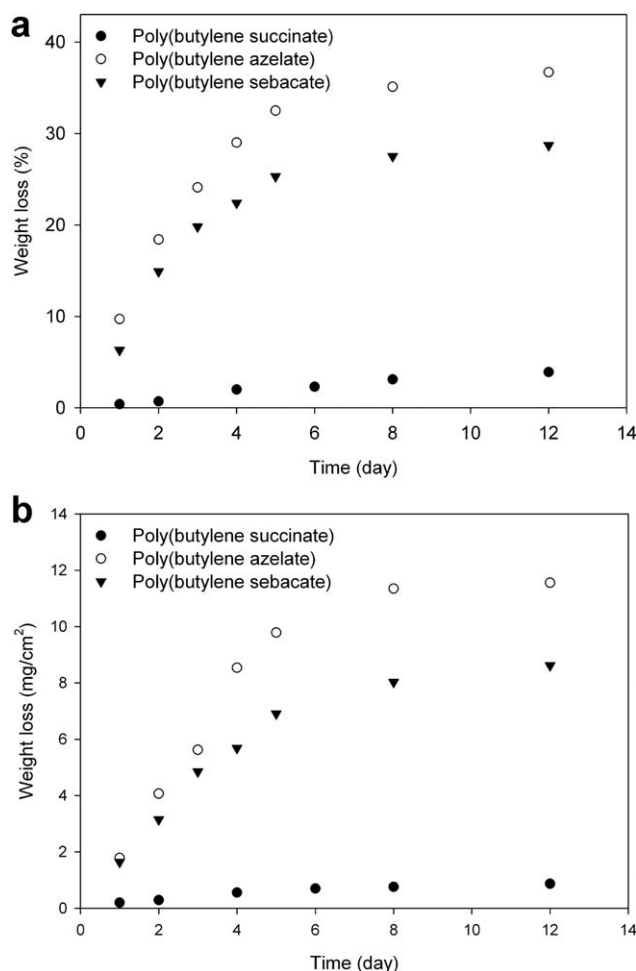 a
Poly(butylene succinate)
Poly(butylene azelate)
Poly(butylene sebacate)
Weight loss (%)
40
30
20
10
0
0 2 4 6 8 10 12 14
Time (day)
b
Poly(butylene succinate)
Poly(butylene azelate)
Poly(butylene sebacate)
Weight loss (mg/cm²)
14
12
10
8
6
4
2
0
0 2 4 6 8 10 12 14
Time (day)